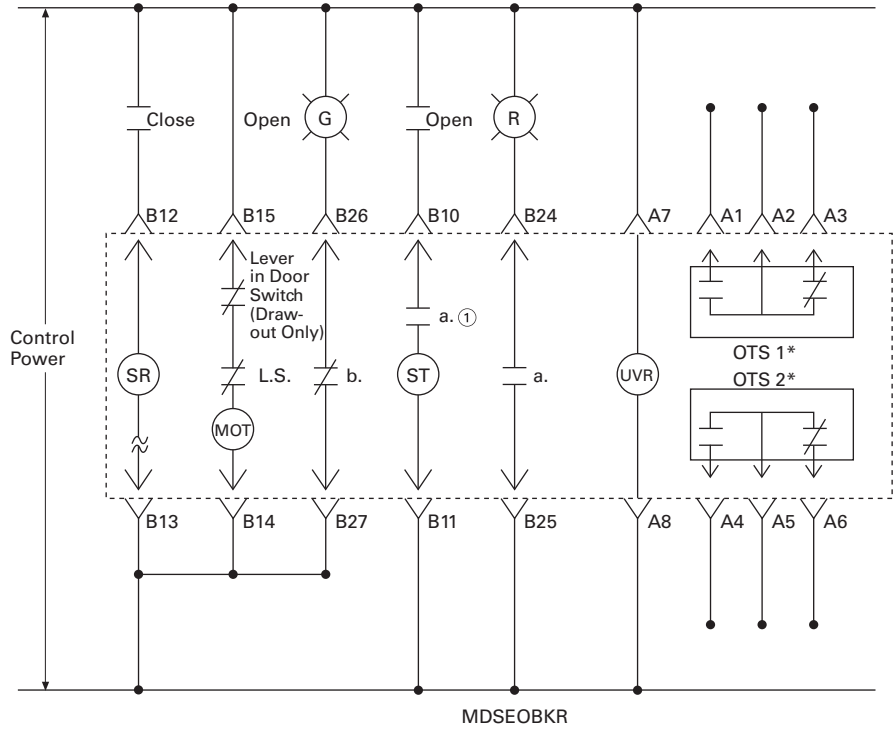 Close
Open
G
Open
R
B12
B15
B26
B10
B24
A7
A1
A2
A3
Lever
in Door
Switch
(Draw-
out Only)
a. ①
Control
Power
OTS 1*
OTS 2*
SR
L.S.
b.
ST
a.
UVR
MOT
B13
B14
B27
B11
B25
A8
A4
A5
A6
MDSEOBKR